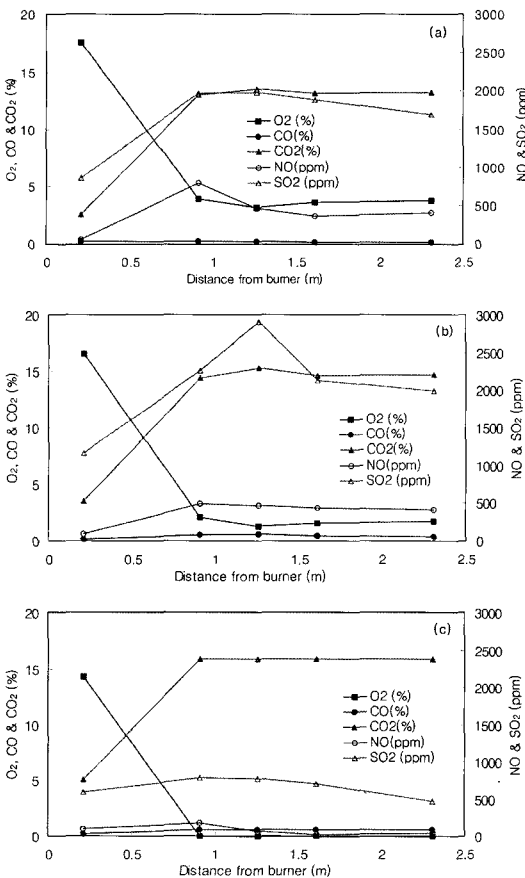 (a)
O2, CO & CO2 (%)
NO & SO2 (ppm)
20
15
10
5
0
3000
2500
2000
1500
1000
500
0
O2 (%)
CO(%)
CO2(%)
NO(ppm)
SO2 (ppm)
0 0.5 1 1.5 2 2.5
Distance from burner (m)
(b)
O2, CO & CO2 (%)
NO & SO2 (ppm)
20
15
10
5
0
3000
2500
2000
1500
1000
500
0
O2 (%)
CO(%)
CO2(%)
NO(ppm)
SO2 (ppm)
0 0.5 1 1.5 2 2.5
Distance from burner (m)
(c)
O2, CO & CO2 (%)
NO & SO2 (ppm)
20
15
10
5
0
3000
2500
2000
1500
1000
500
0
O2 (%)
CO(%)
CO2(%)
NO(ppm)
SO2 (ppm)
0 0.5 1 1.5 2 2.5
Distance from burner (m)